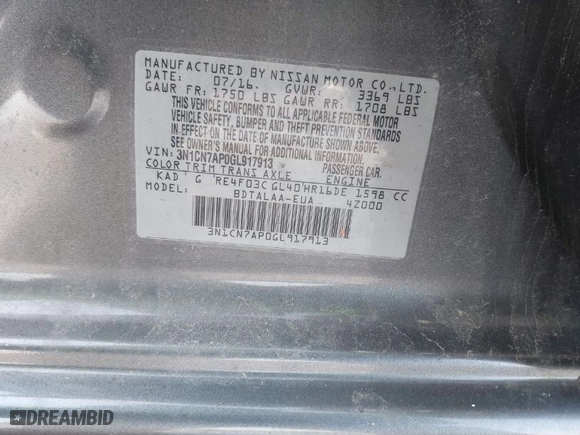 MANUFACTURED BY NISSAN MOTOR CO.,LTD.
DATE: 07/16. GVWR: 3369 LBS
GAWR FR: 1750 LBS GAWR RR: 1708 LBS
THIS VEHICLE CONFORMS TO ALL APPLICABLE FEDERAL MOTOR
VEHICLE SAFETY, BUMPER AND THEFT PREVENTION STANDARDS
IN EFFECT ON THE DATE OF MANUFACTURE SHOWN ABOVE.
SEE OWNER'S MANUAL FOR ADDITIONAL INFORMATION.
VIN: 3N1CN7AP0GL917913 PASSENGER CAR
COLOR TRIM TRANS AXLE ENGINE
KAD G RE4F03C GL40 HR16DE 1598 CC
MODEL: BDTALAA-EUA 42000
3N1CN7AP0GL917913
DREAMBID